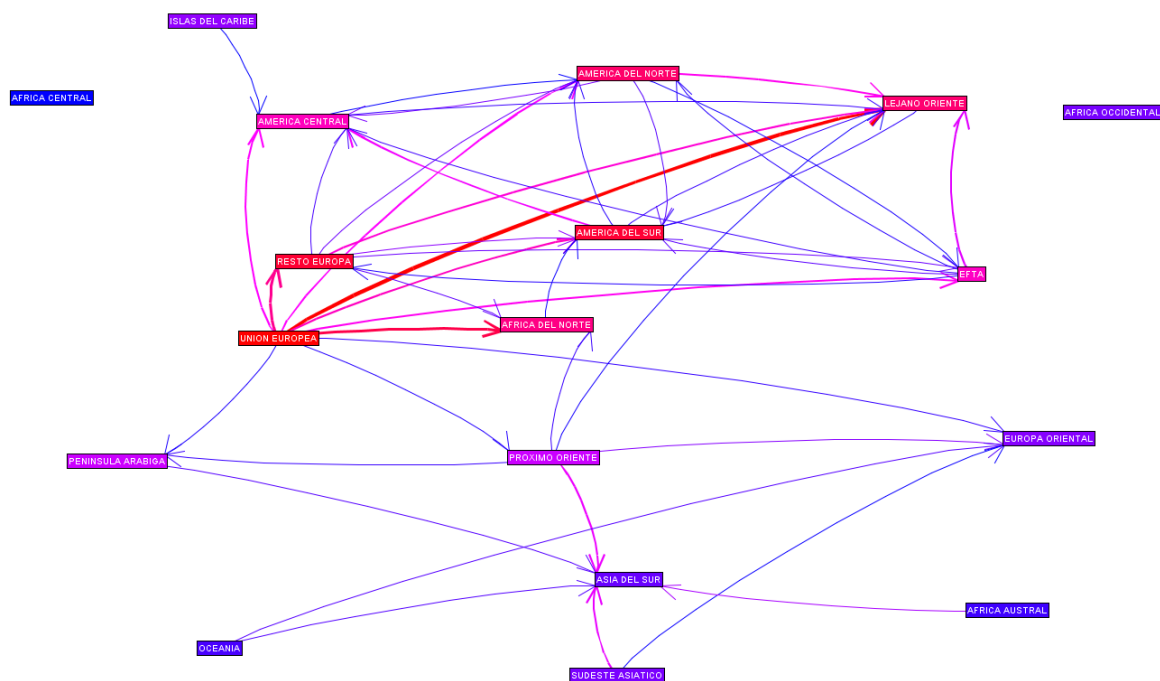 ISLAS DEL CARIBE
AMERICA DEL NORTE
AFRICA CENTRAL
LEJANO ORIENTE
AFRICA OCCIDENTAL
AMERICA CENTRAL
AMERICA DEL SUR
RESTO EUROPA
EFTA
AFRICA DEL NORTE
UNION EUROPEA
EUROPA ORIENTAL
PENINSULA ARABIGA
PROXIMO ORIENTE
ASIA DEL SUR
AFRICA AUSTRAL
OCEANIA
SUDESTE ASIATICO